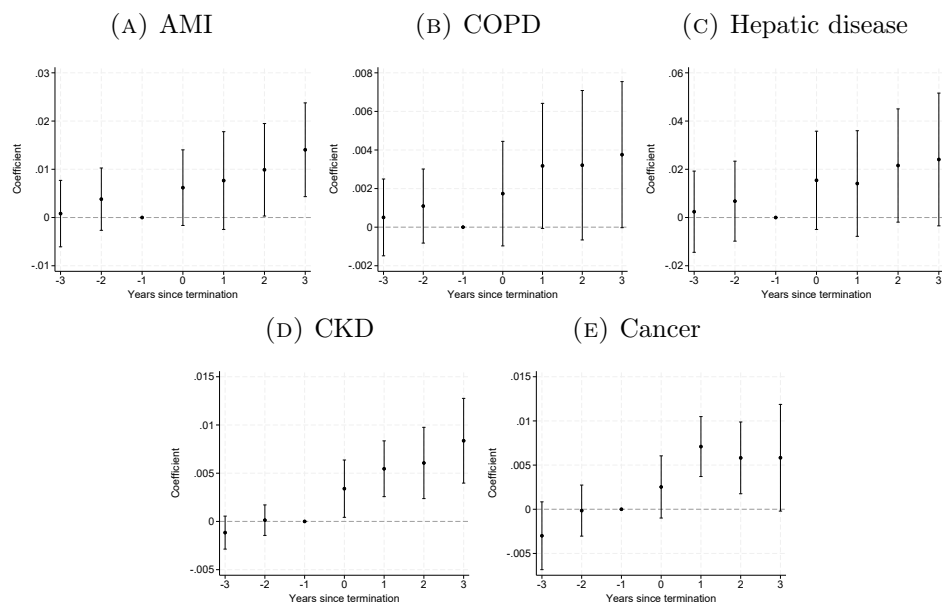 (A) AMI
(B) COPD
(C) Hepatic disease
.03
.02
.01
0
-.01
Coefficient
-3 -2 -1 0 1 2 3
Years since termination
.008
.006
.004
.002
0
-.002
Coefficient
-3 -2 -1 0 1 2 3
Years since termination
.06
.04
.02
0
-.02
Coefficient
-3 -2 -1 0 1 2 3
Years since termination
(D) CKD
(E) Cancer
.015
.01
.005
0
-.005
Coefficient
-3 -2 -1 0 1 2 3
Years since termination
.015
.01
.005
0
-.005
Coefficient
-3 -2 -1 0 1 2 3
Years since termination